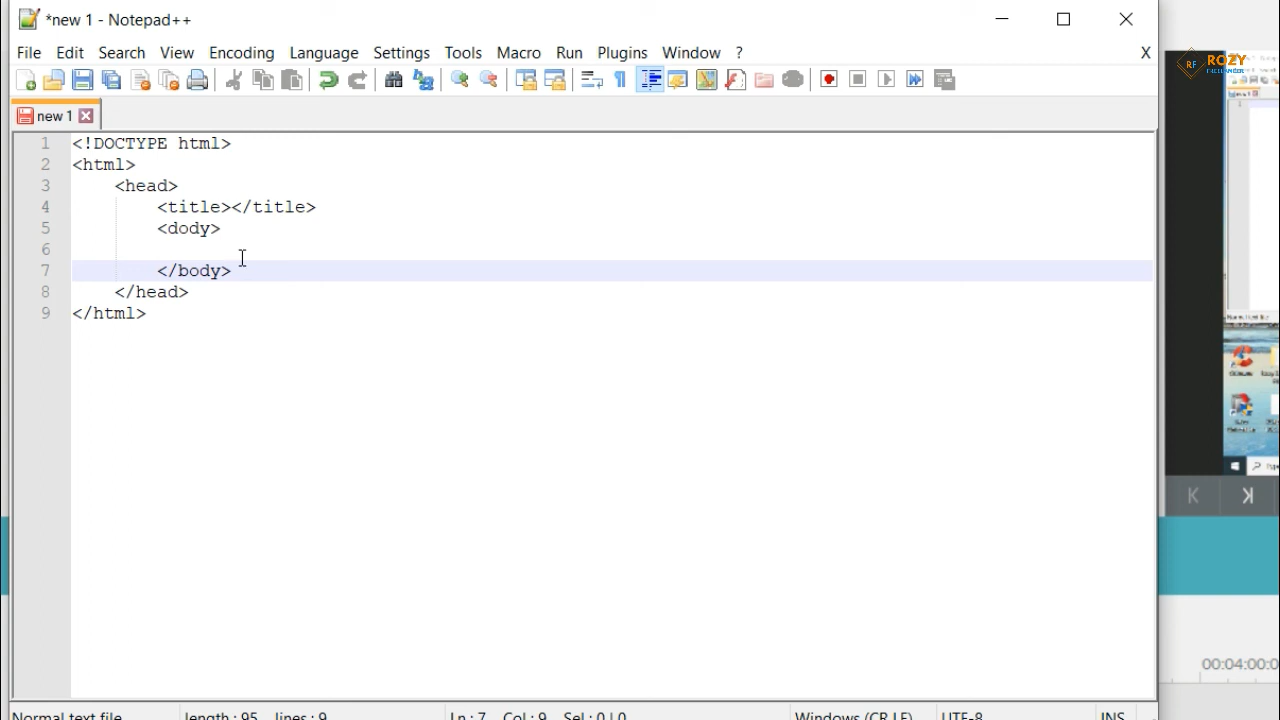 *new 1 - Notepad++
File Edit Search View Encoding Language Settings Tools Macro Run Plugins Window ? X
RF ROZY
new 1
1 <!DOCTYPE html>
2 <html>
3 <head>
4 <title></title>
5 <dody>
6
7 </body>
8 </head>
9 </html>
00:04:00:0
Normal text file length : 95 lines : 9 Ln : 7 Col : 9 Sel : 0 | 0 Windows (CR LF) UTF-8 INS